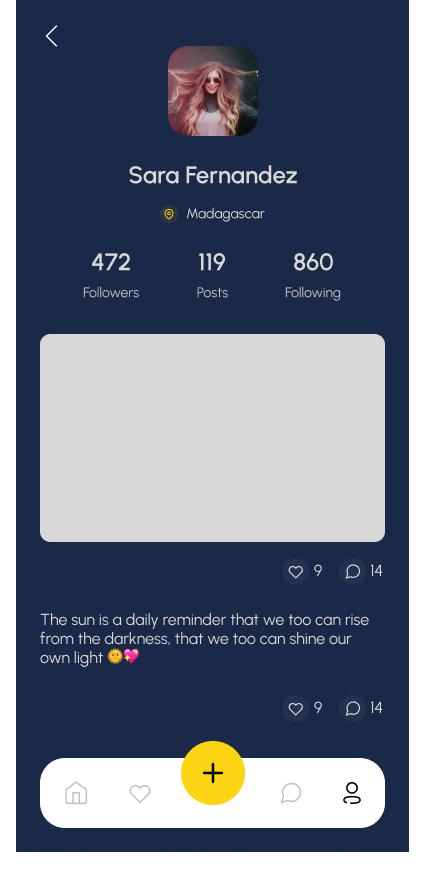 Sara Fernandez
Madagascar
472 119 860
Followers Posts Following
9 14
The sun is a daily reminder that we too can rise
from the darkness, that we too can shine our
own light 🌞💖
9 14